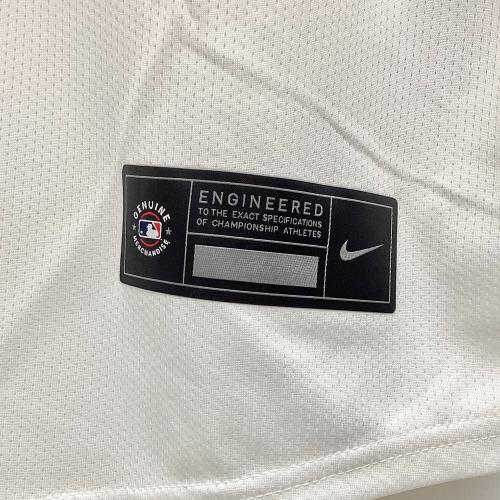 GENUINE
MERCHANDISE
ENGINEERED
TO THE EXACT SPECIFICATIONS
OF CHAMPIONSHIP ATHLETES